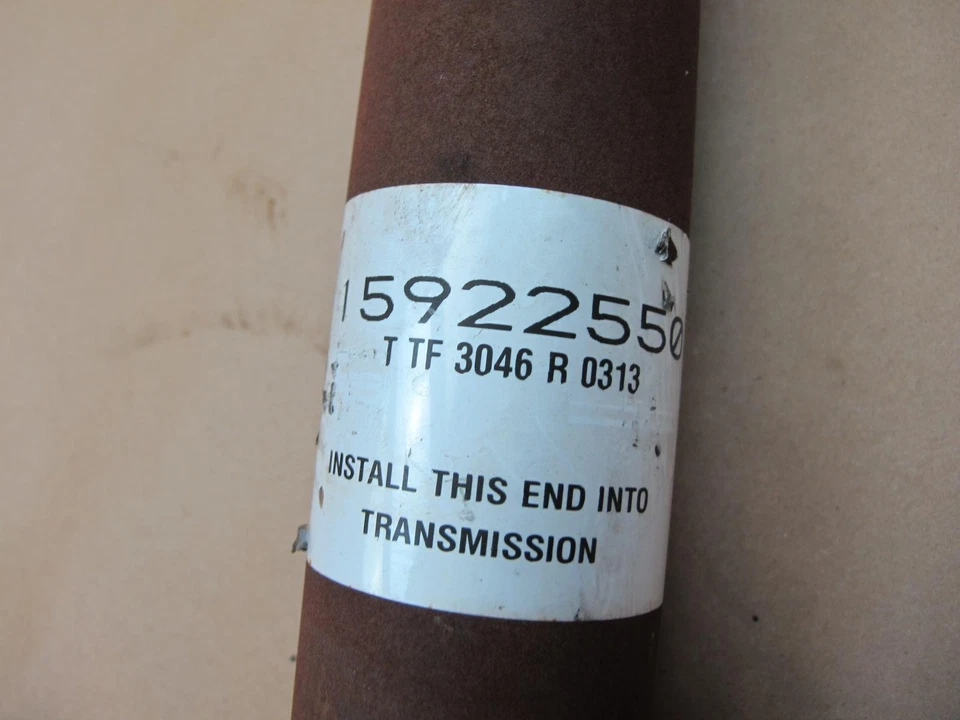 15922550
T TF 3046 R 0313
INSTALL THIS END INTO
TRANSMISSION